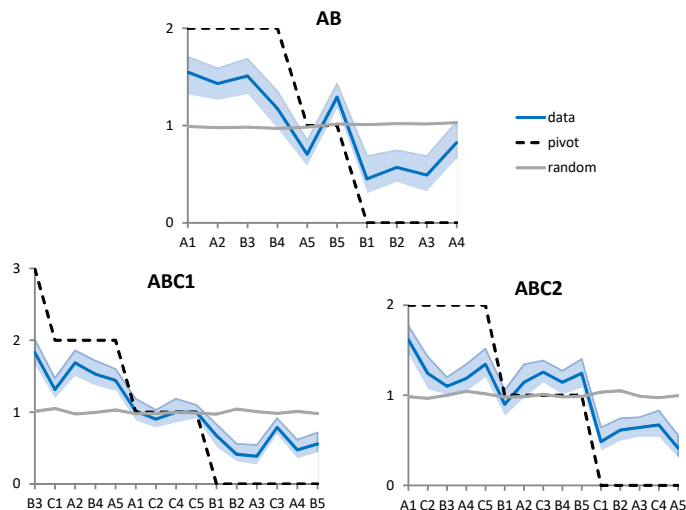 AB
2
1
0
A1 A2 B3 B4 A5 B5 B1 B2 A3 A4
data
pivot
random
ABC1
3
2
1
0
B3 C1 A2 B4 A5 A1 C2 C4 C5 B1 B2 A3 C3 A4 B5
ABC2
2
1
0
A1 C2 B3 A4 C5 B1 A2 C3 B4 B5 C1 B2 A3 C4 A5